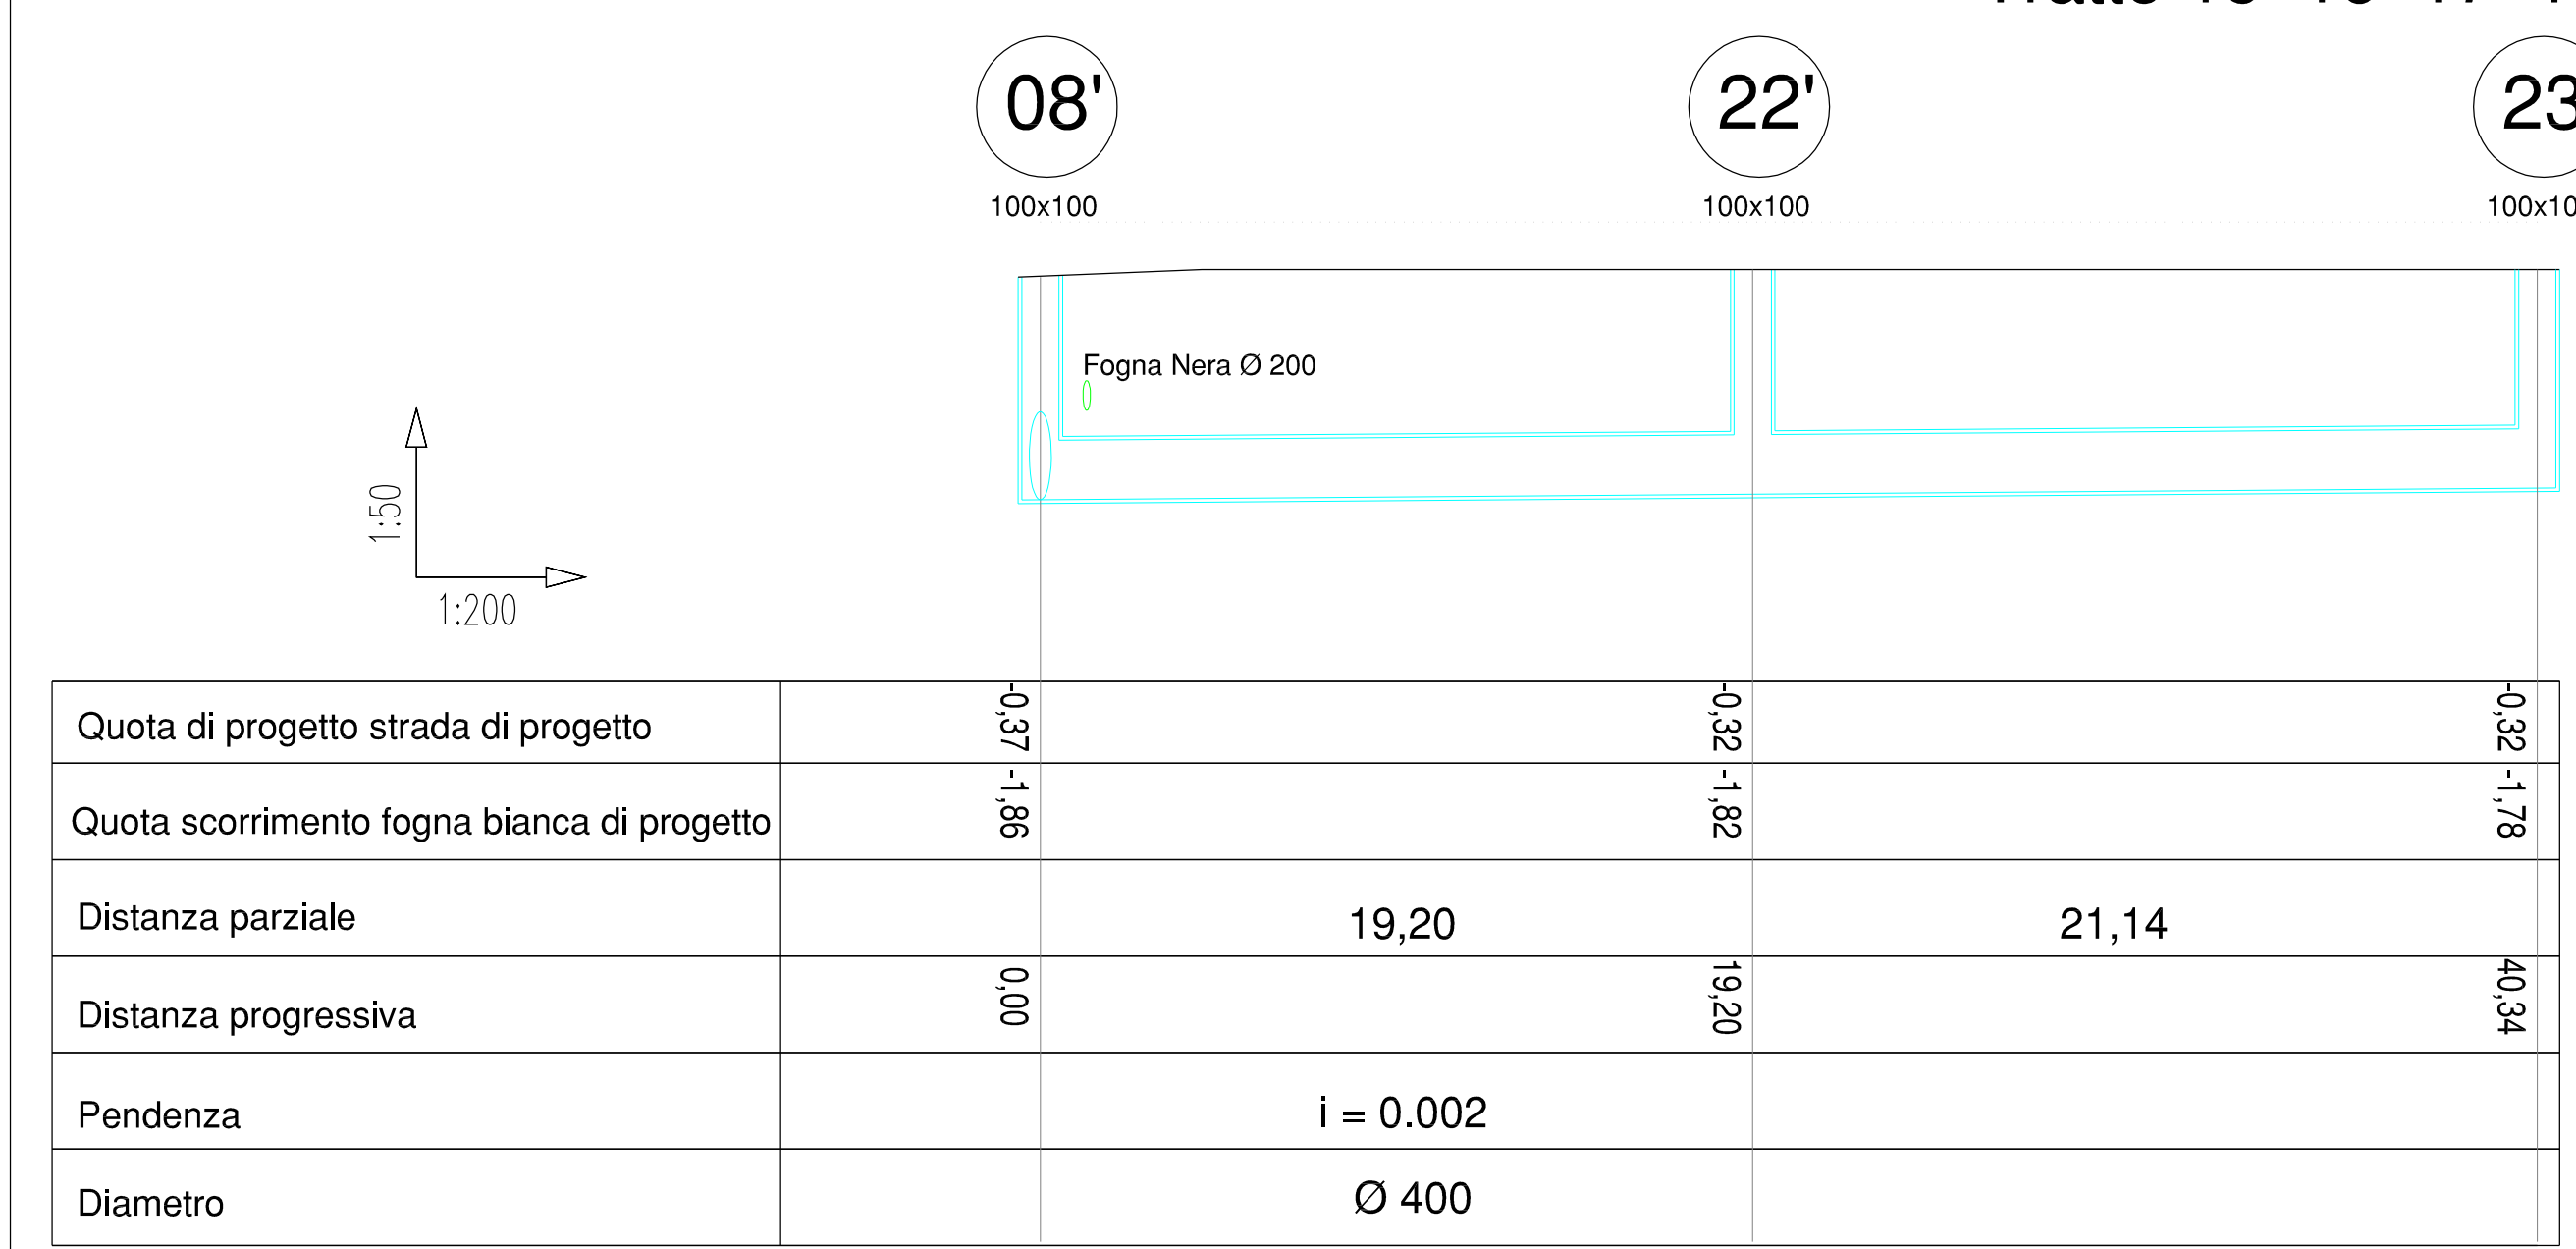 08' 22' 23
100x100 100x100 100x10
Fogna Nera Ø 200
1:50
1:200
Quota di progetto strada di progetto -0,37 -0,32 -0,32
Quota scorrimento fogna bianca di progetto -1,86 -1,82 -1,78
Distanza parziale 19,20 21,14
Distanza progressiva 0,00 19,20 40,34
Pendenza i = 0.002
Diametro Ø 400